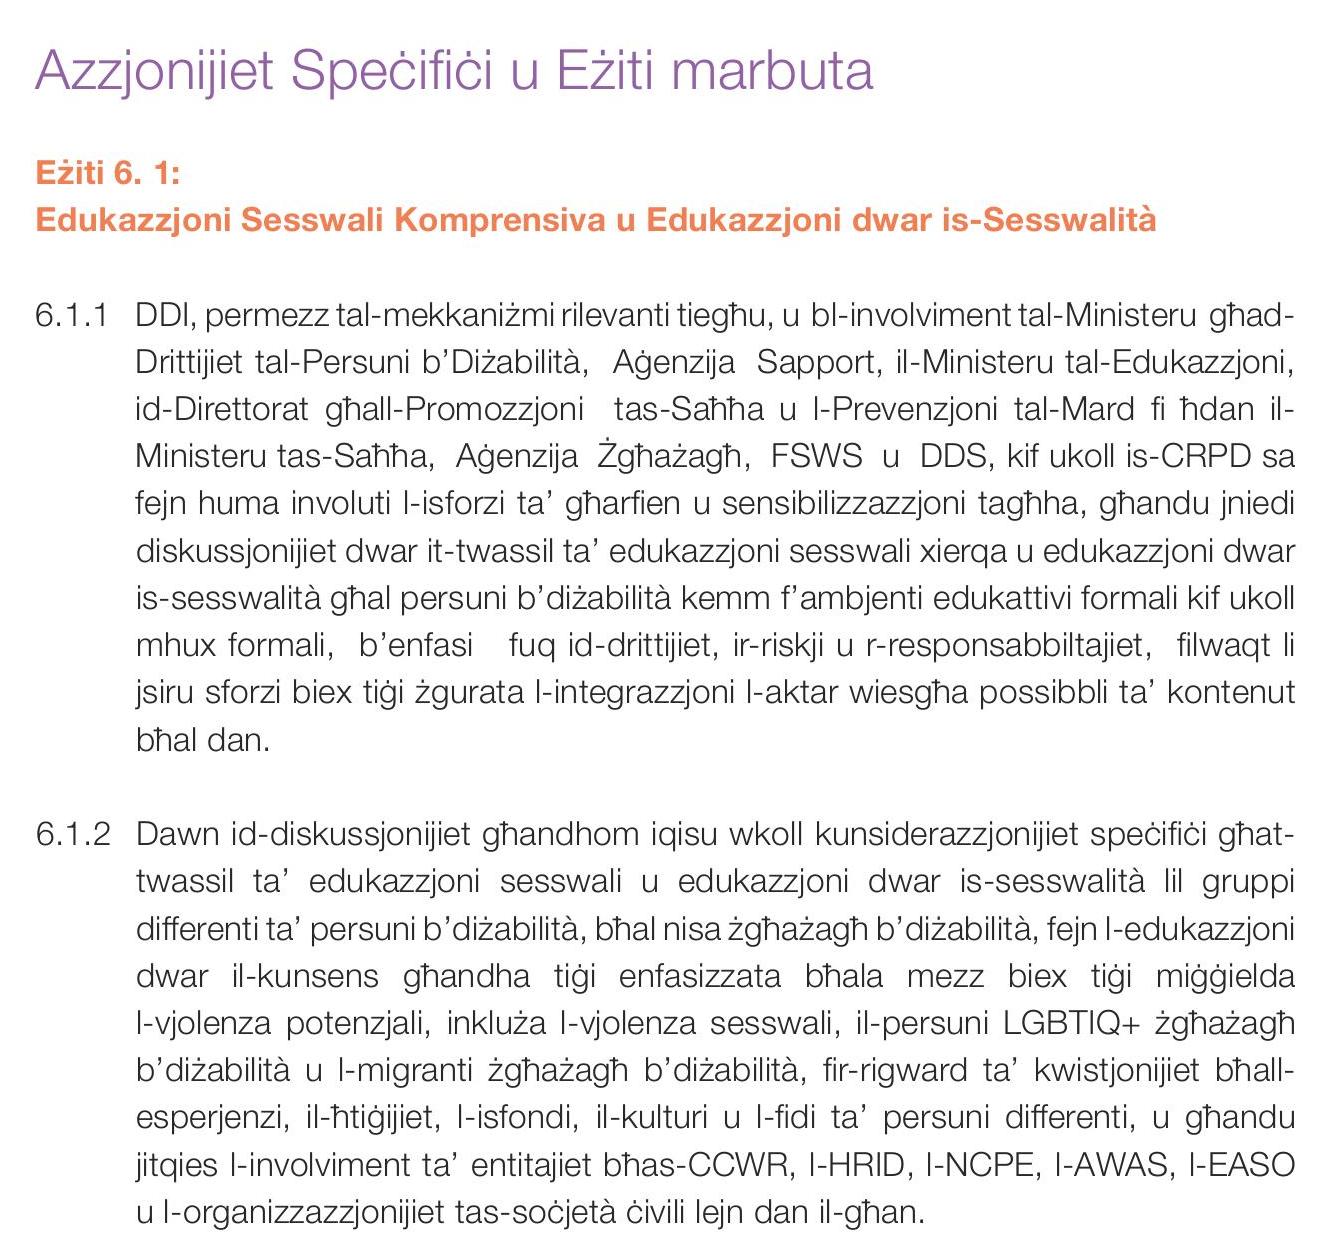 Azzjonijiet Speċifiċi u Eżiti marbuta
Eżiti 6. 1:
Edukazzjoni Sesswali Komprensiva u Edukazzjoni dwar is-Sesswalità
6.1.1 DDI, permezz tal-mekkaniżmi rilevanti tiegħu, u bl-involviment tal-Ministeru għad-
Drittijiet tal-Persuni b’Diżabilità, Aġenzija Sapport, il-Ministeru tal-Edukazzjoni,
id-Direttorat għall-Promozzjoni tas-Saħħa u l-Prevenzjoni tal-Mard fi ħdan il-
Ministeru tas-Saħħa, Aġenzija Żgħażagħ, FSWS u DDS, kif ukoll is-CRPD sa
fejn huma involuti l-isforzi ta’ għarfien u sensibilizzazzjoni tagħha, għandu jniedi
diskussjonijiet dwar it-twassil ta’ edukazzjoni sesswali xierqa u edukazzjoni dwar
is-sesswalità għal persuni b’diżabilità kemm f’ambjenti edukattivi formali kif ukoll
mhux formali, b’enfasi fuq id-drittijiet, ir-riskji u r-responsabbiltajiet, filwaqt li
jsiru sforzi biex tiġi żgurata l-integrazzjoni l-aktar wiesgħa possibbli ta’ kontenut
bħal dan.
6.1.2 Dawn id-diskussjonijiet għandhom iqisu wkoll kunsiderazzjonijiet speċifiċi għat-
twassil ta’ edukazzjoni sesswali u edukazzjoni dwar is-sesswalità lil gruppi
differenti ta’ persuni b’diżabilità, bħal nisa żgħażagħ b’diżabilità, fejn l-edukazzjoni
dwar il-kunsens għandha tiġi enfasizzata bħala mezz biex tiġi miġġielda
l-vjolenza potenzjali, inkluża l-vjolenza sesswali, il-persuni LGBTIQ+ żgħażagħ
b’diżabilità u l-migranti żgħażagħ b’diżabilità, fir-rigward ta’ kwistjonijiet bħall-
esperjenzi, il-ħtiġijiet, l-isfondi, il-kulturi u l-fidi ta’ persuni differenti, u għandu
jitqies l-involviment ta’ entitajiet bħas-CCWR, l-HRID, l-NCPE, l-AWAS, l-EASO
u l-organizzazzjonijiet tas-soċjetà ċivili lejn dan il-għan.